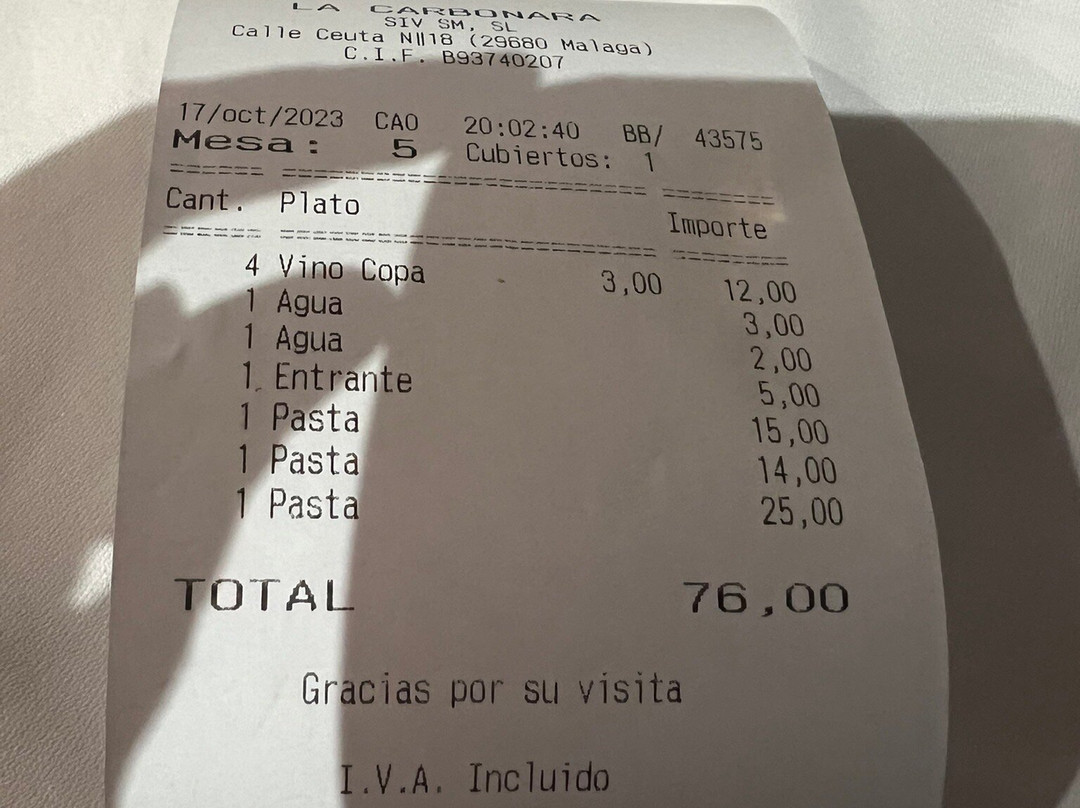 LA CARBONARA
SIV SM, SL
Calle Ceuta N‖18 (29680 Malaga)
C.I.F. B93740207
17/oct/2023 CAO 20:02:40 BB/ 43575
Mesa: 5 Cubiertos: 1
Cant. Plato Importe
4 Vino Copa 3,00 12,00
1 Agua 3,00
1 Agua 2,00
1 Entrante 5,00
1 Pasta 15,00
1 Pasta 14,00
1 Pasta 25,00
TOTAL 76,00
Gracias por su visita
I.V.A. Incluido